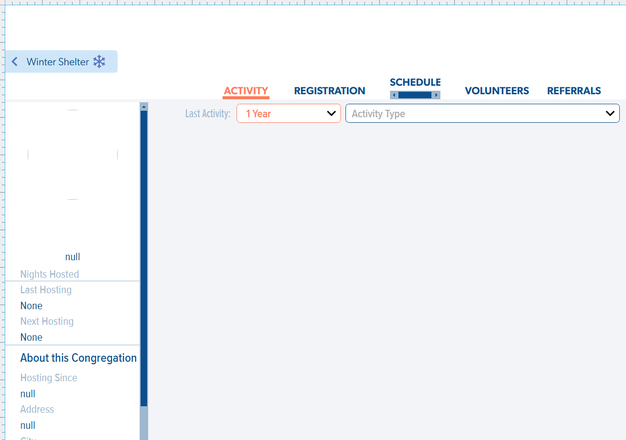 Winter Shelter
ACTIVITY REGISTRATION SCHEDULE VOLUNTEERS REFERRALS
Last Activity: 1 Year Activity Type
null
Nights Hosted
Last Hosting
None
Next Hosting
None
About this Congregation
Hosting Since
null
Address
null